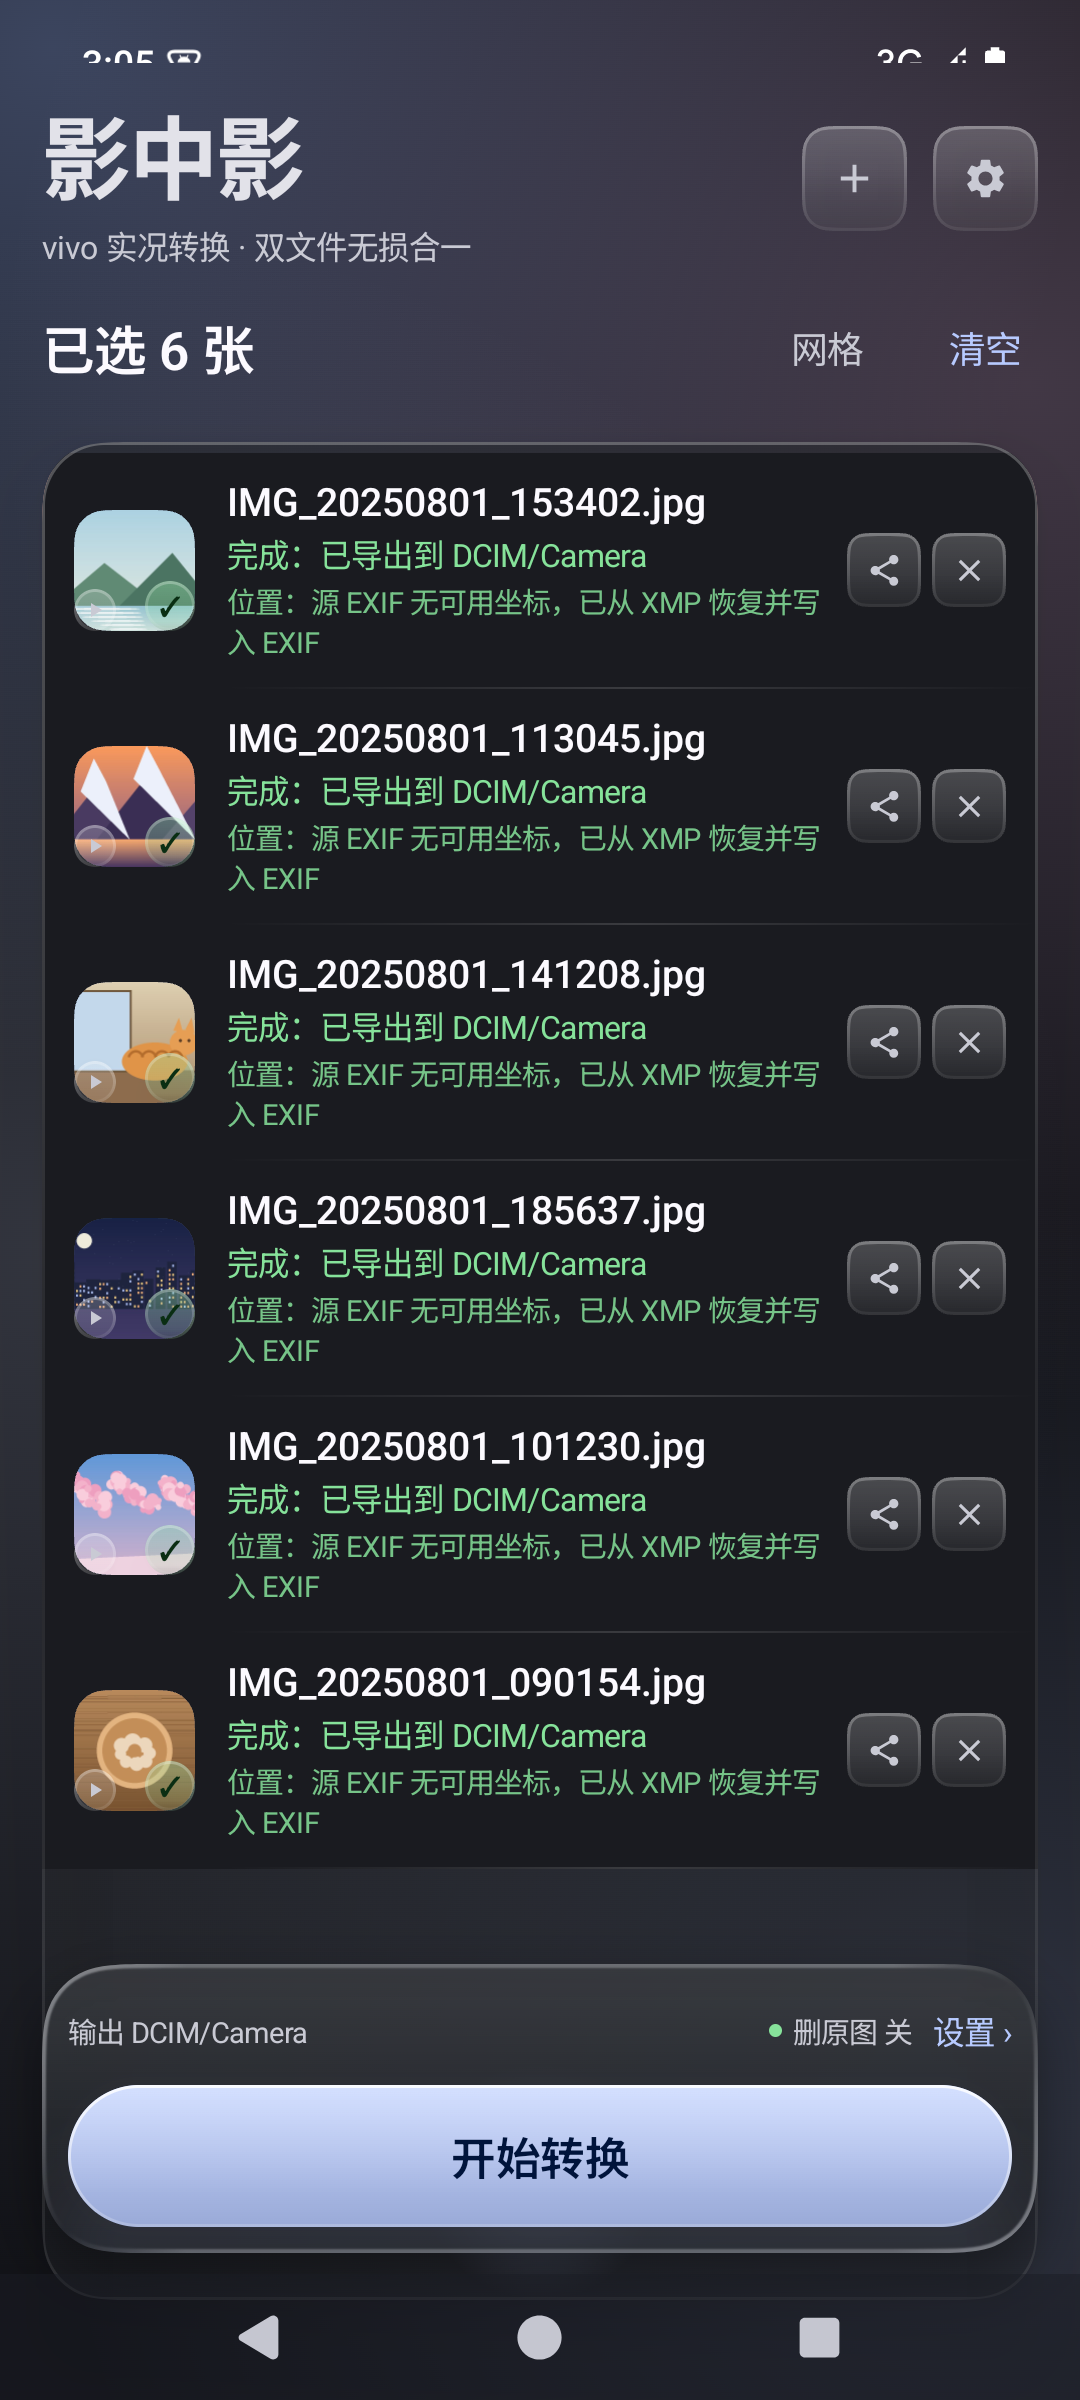 3:05 3G
影中影
vivo 实况转换 · 双文件无损合一
已选 6 张 网格 清空
IMG_20250801_153402.jpg
完成：已导出到 DCIM/Camera
位置：源 EXIF 无可用坐标，已从 XMP 恢复并写
入 EXIF
IMG_20250801_113045.jpg
完成：已导出到 DCIM/Camera
位置：源 EXIF 无可用坐标，已从 XMP 恢复并写
入 EXIF
IMG_20250801_141208.jpg
完成：已导出到 DCIM/Camera
位置：源 EXIF 无可用坐标，已从 XMP 恢复并写
入 EXIF
IMG_20250801_185637.jpg
完成：已导出到 DCIM/Camera
位置：源 EXIF 无可用坐标，已从 XMP 恢复并写
入 EXIF
IMG_20250801_101230.jpg
完成：已导出到 DCIM/Camera
位置：源 EXIF 无可用坐标，已从 XMP 恢复并写
入 EXIF
IMG_20250801_090154.jpg
完成：已导出到 DCIM/Camera
位置：源 EXIF 无可用坐标，已从 XMP 恢复并写
入 EXIF
输出 DCIM/Camera 删原图 关 设置 ›
开始转换